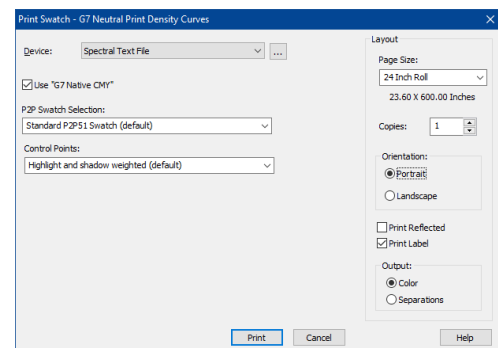 Print Swatch - G7 Neutral Print Density Curves
Device:
Spectral Text File
...
Use "G7 Native CMY"
P2P Swatch Selection:
Standard P2P51 Swatch (default)
Control Points:
Highlight and shadow weighted (default)
Layout
Page Size:
24 Inch Roll
23.60 X 600.00 Inches
Copies:
1
Orientation:
Portrait
Landscape
Print Reflected
Print Label
Output:
Color
Separations
Print
Cancel
Help